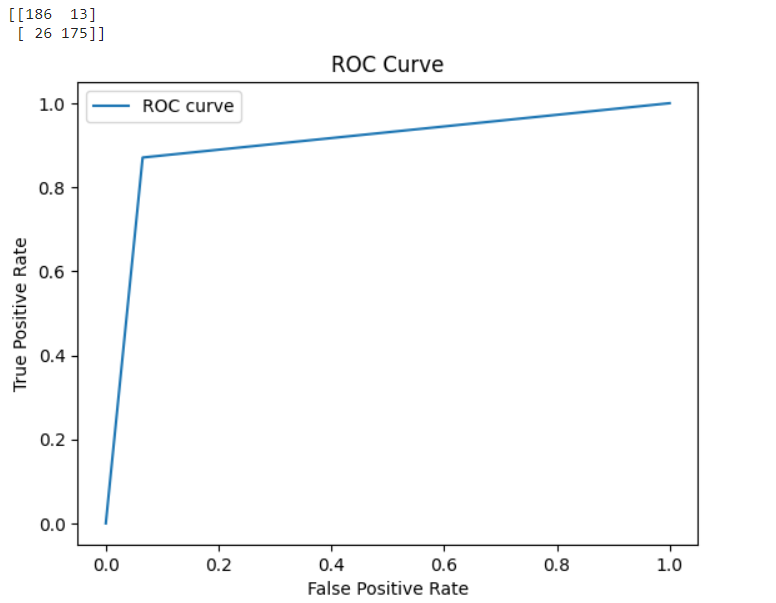 [[186  13]
 [ 26 175]]
ROC Curve
ROC curve
1.0
0.8
0.6
0.4
0.2
0.0
True Positive Rate
0.0 0.2 0.4 0.6 0.8 1.0
False Positive Rate